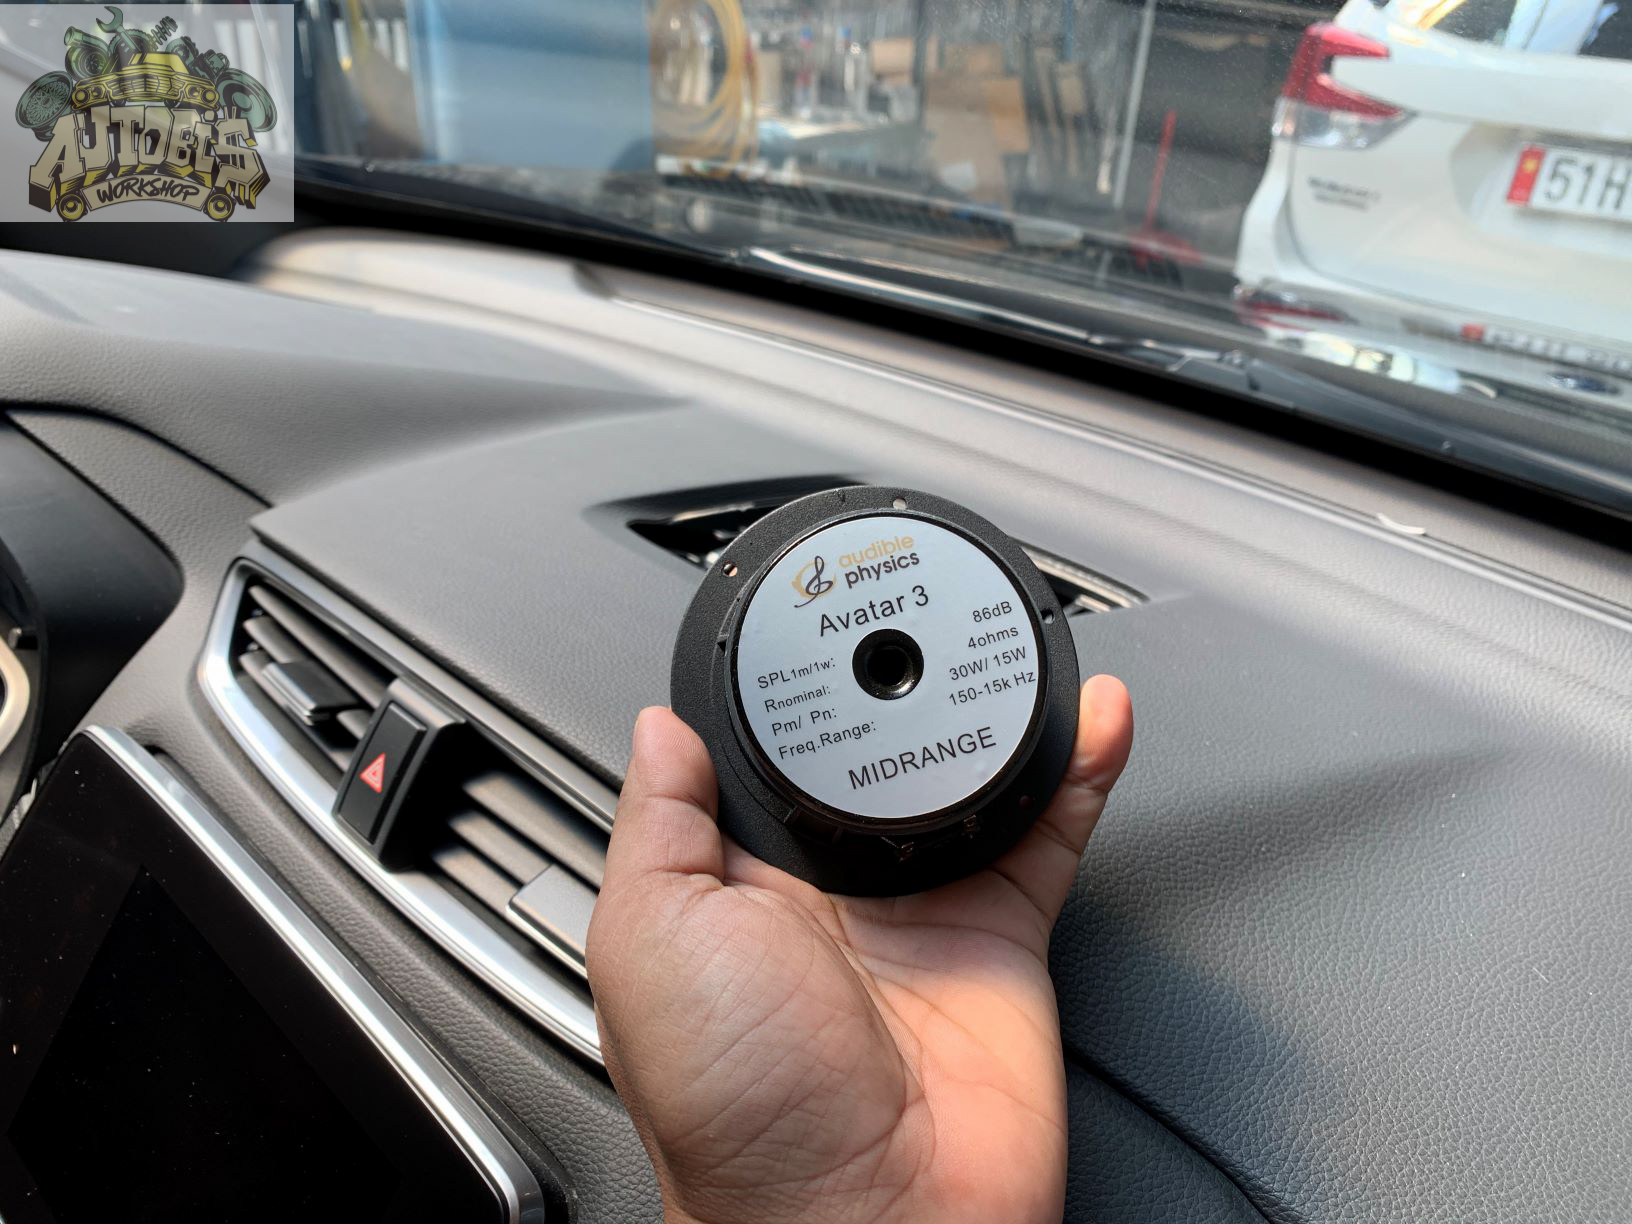 AUTOBI$
WORKSHOP
51H
audible
physics
Avatar 3
SPL1m/1w: 86dB
Rnominal: 4ohms
Pm/ Pn: 30W/ 15W
Freq.Range: 150-15k Hz
MIDRANGE